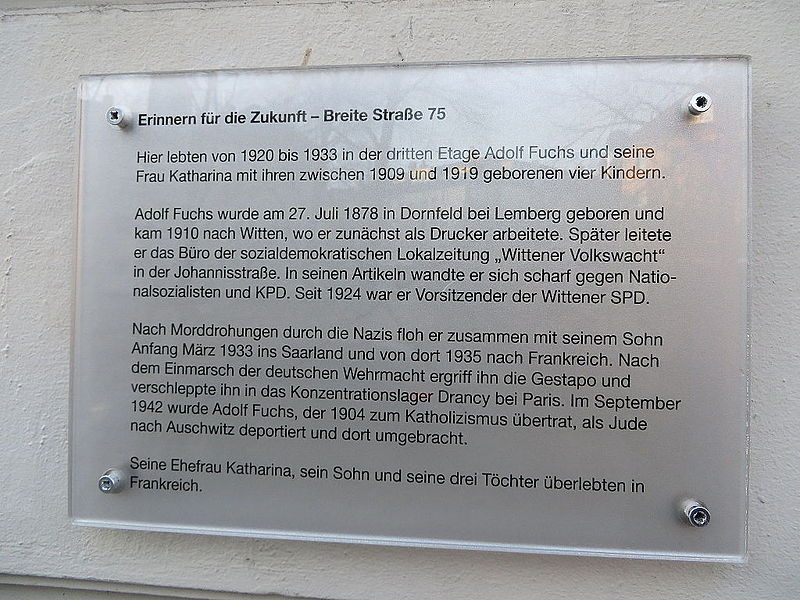 Erinnern für die Zukunft – Breite Straße 75
Hier lebten von 1920 bis 1933 in der dritten Etage Adolf Fuchs und seine
Frau Katharina mit ihren zwischen 1909 und 1919 geborenen vier Kindern.
Adolf Fuchs wurde am 27. Juli 1878 in Dornfeld bei Lemberg geboren und
kam 1910 nach Witten, wo er zunächst als Drucker arbeitete. Später leitete
er das Büro der sozialdemokratischen Lokalzeitung „Wittener Volkswacht“
in der Johannisstraße. In seinen Artikeln wandte er sich scharf gegen Natio-
nalsozialisten und KPD. Seit 1924 war er Vorsitzender der Wittener SPD.
Nach Morddrohungen durch die Nazis floh er zusammen mit seinem Sohn
Anfang März 1933 ins Saarland und von dort 1935 nach Frankreich. Nach
dem Einmarsch der deutschen Wehrmacht ergriff ihn die Gestapo und
verschleppte ihn in das Konzentrationslager Drancy bei Paris. Im September
1942 wurde Adolf Fuchs, der 1904 zum Katholizismus übertrat, als Jude
nach Auschwitz deportiert und dort umgebracht.
Seine Ehefrau Katharina, sein Sohn und seine drei Töchter überlebten in
Frankreich.